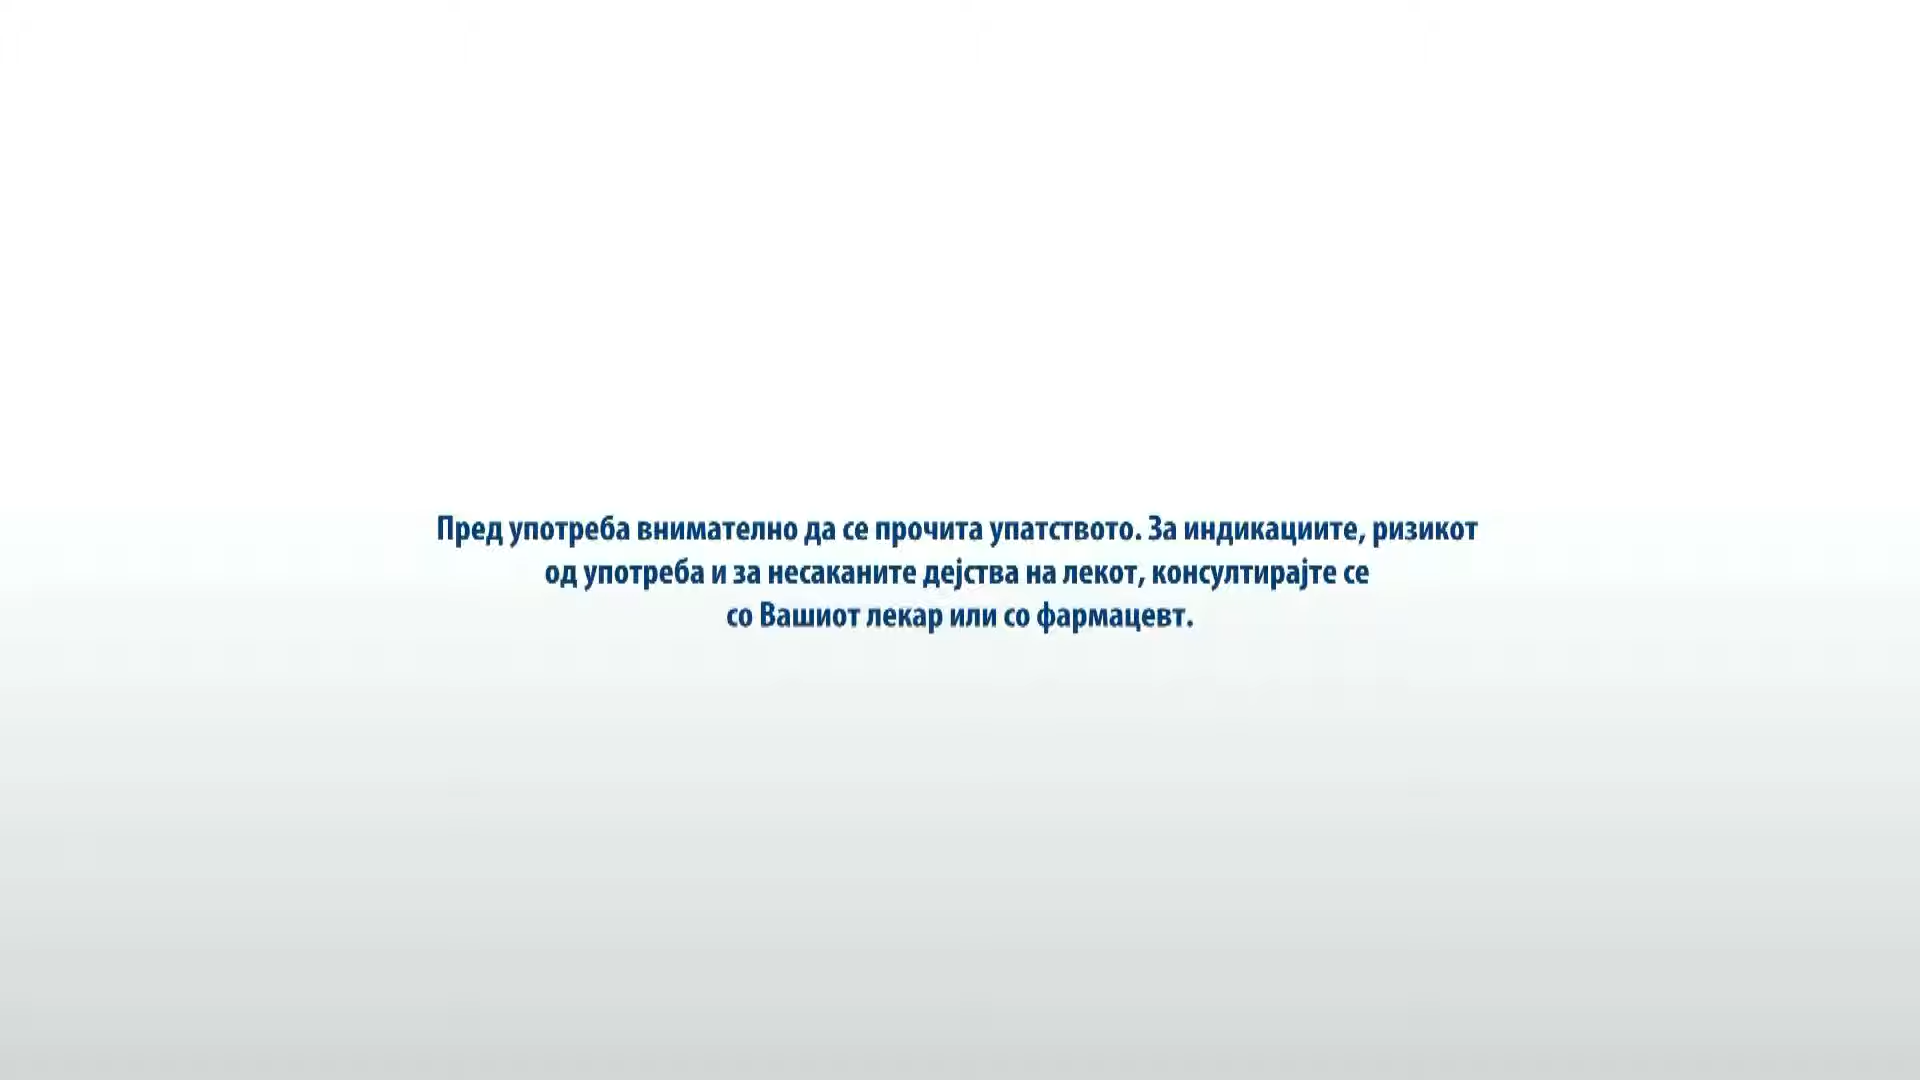 Пред употреба внимателно да се прочита упатството. За индикациите, ризикот
од употреба и за несаканите дејства на лекот, консултирајте се
со Вашиот лекар или со фармацевт.